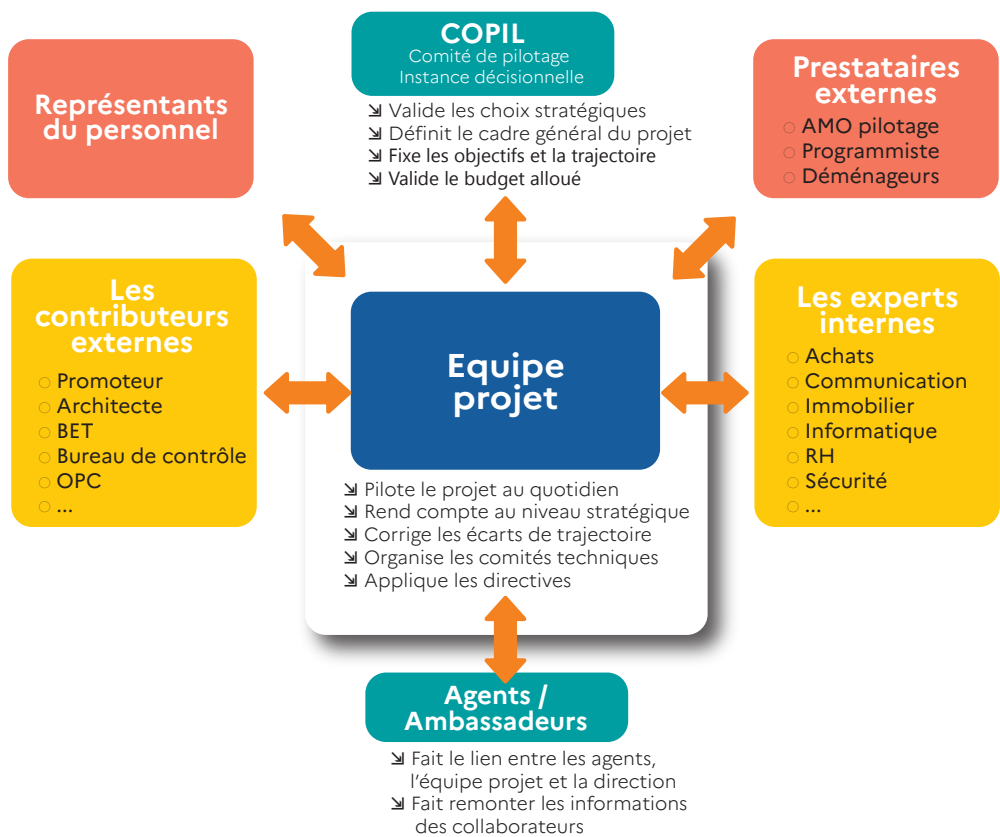 COPIL
Comité de pilotage
Instance décisionnelle
⇲ Valide les choix stratégiques
⇲ Définit le cadre général du projet
⇲ Fixe les objectifs et la trajectoire
⇲ Valide le budget alloué
Représentants
du personnel
Prestataires
externes
○ AMO pilotage
○ Programmiste
○ Déménageurs
Les
contributeurs
externes
○ Promoteur
○ Architecte
○ BET
○ Bureau de contrôle
○ OPC
○ ...
Equipe
projet
⇲ Pilote le projet au quotidien
⇲ Rend compte au niveau stratégique
⇲ Corrige les écarts de trajectoire
⇲ Organise les comités techniques
⇲ Applique les directives
Les experts
internes
○ Achats
○ Communication
○ Immobilier
○ Informatique
○ RH
○ Sécurité
○ ...
Agents /
Ambassadeurs
⇲ Fait le lien entre les agents,
l'équipe projet et la direction
⇲ Fait remonter les informations
des collaborateurs